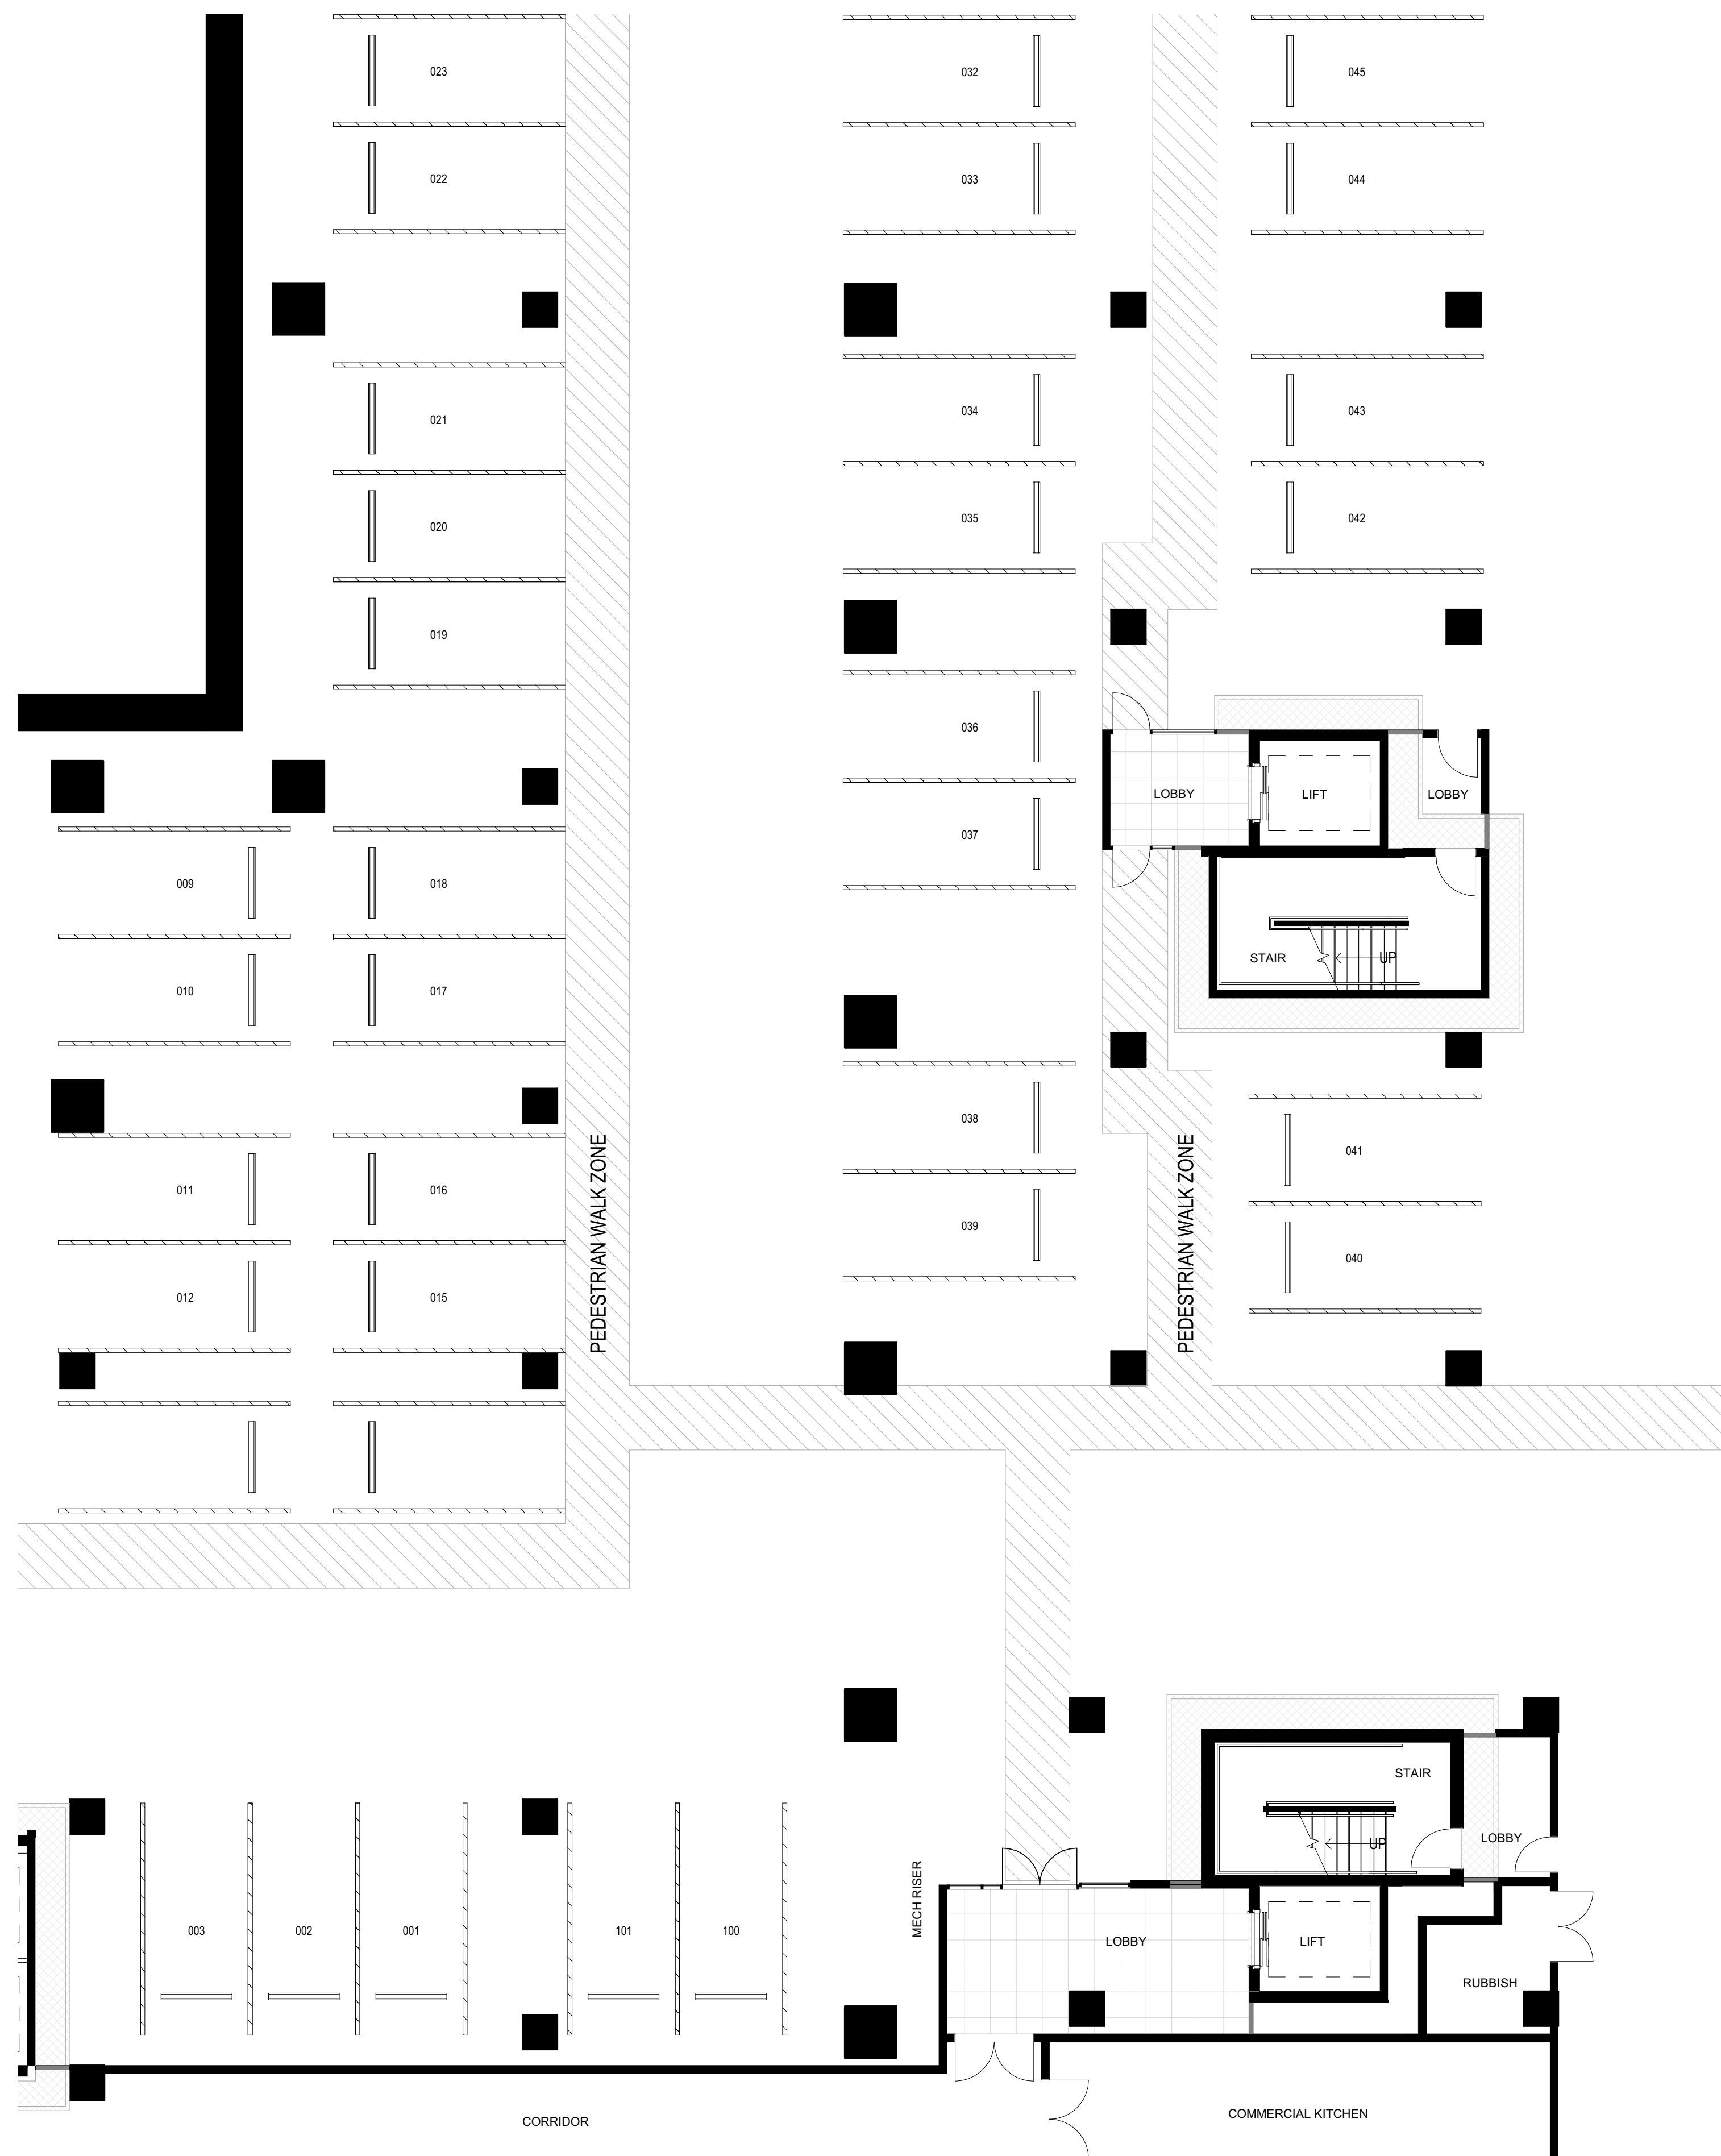 023
032
045
022
033
044
021
034
043
020
035
042
019
036
LOBBY
LIFT
LOBBY
037
009
018
STAIR
UP
010
017
038
PEDESTRIAN WALK ZONE
PEDESTRIAN WALK ZONE
041
011
016
039
040
012
015
STAIR
UP
LOBBY
MECH RISER
003
002
001
101
100
LOBBY
LIFT
RUBBISH
COMMERCIAL KITCHEN
CORRIDOR